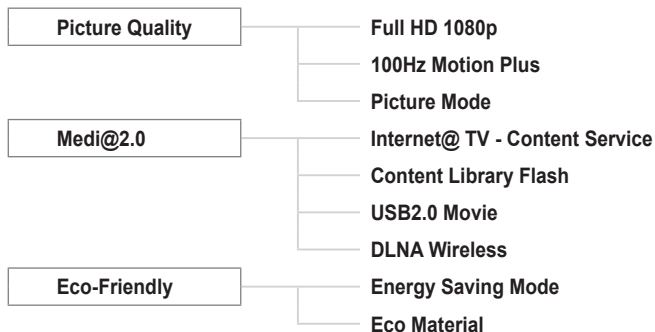 Picture Quality
Full HD 1080p
100Hz Motion Plus
Picture Mode
Medi@2.0
Internet@ TV - Content Service
Content Library Flash
USB2.0 Movie
DLNA Wireless
Eco-Friendly
Energy Saving Mode
Eco Material